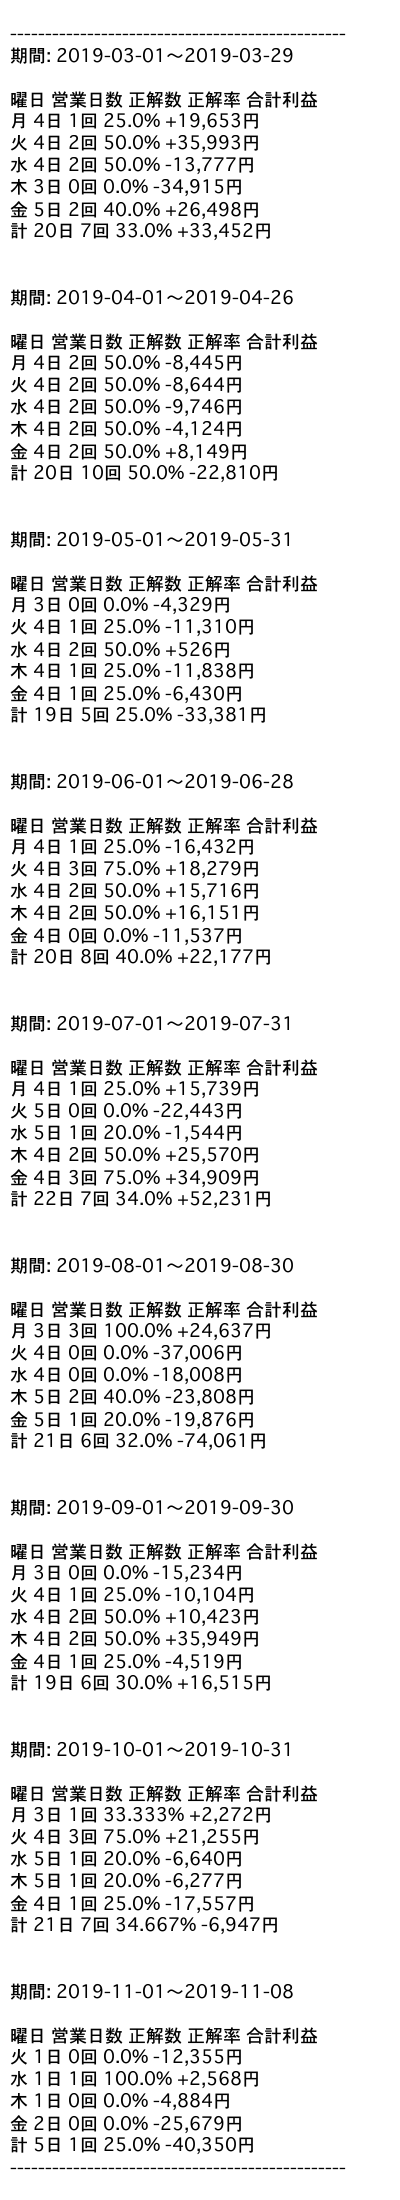 ------------------------------------------------
期間: 2019-03-01〜2019-03-29
曜日 営業日数 正解数 正解率 合計利益
月 4日 1回 25.0% +19,653円
火 4日 2回 50.0% +35,993円
水 4日 2回 50.0% -13,777円
木 3日 0回 0.0% -34,915円
金 5日 2回 40.0% +26,498円
計 20日 7回 33.0% +33,452円
期間: 2019-04-01〜2019-04-26
曜日 営業日数 正解数 正解率 合計利益
月 4日 2回 50.0% -8,445円
火 4日 2回 50.0% -8,644円
水 4日 2回 50.0% -9,746円
木 4日 2回 50.0% -4,124円
金 4日 2回 50.0% +8,149円
計 20日 10回 50.0% -22,810円
期間: 2019-05-01〜2019-05-31
曜日 営業日数 正解数 正解率 合計利益
月 3日 0回 0.0% -4,329円
火 4日 1回 25.0% -11,310円
水 4日 2回 50.0% +526円
木 4日 1回 25.0% -11,838円
金 4日 1回 25.0% -6,430円
計 19日 5回 25.0% -33,381円
期間: 2019-06-01〜2019-06-28
曜日 営業日数 正解数 正解率 合計利益
月 4日 1回 25.0% -16,432円
火 4日 3回 75.0% +18,279円
水 4日 2回 50.0% +15,716円
木 4日 2回 50.0% +16,151円
金 4日 0回 0.0% -11,537円
計 20日 8回 40.0% +22,177円
期間: 2019-07-01〜2019-07-31
曜日 営業日数 正解数 正解率 合計利益
月 4日 1回 25.0% +15,739円
火 5日 0回 0.0% -22,443円
水 5日 1回 20.0% -1,544円
木 4日 2回 50.0% +25,570円
金 4日 3回 75.0% +34,909円
計 22日 7回 34.0% +52,231円
期間: 2019-08-01〜2019-08-30
曜日 営業日数 正解数 正解率 合計利益
月 3日 3回 100.0% +24,637円
火 4日 0回 0.0% -37,006円
水 4日 0回 0.0% -18,008円
木 5日 2回 40.0% -23,808円
金 5日 1回 20.0% -19,876円
計 21日 6回 32.0% -74,061円
期間: 2019-09-01〜2019-09-30
曜日 営業日数 正解数 正解率 合計利益
月 3日 0回 0.0% -15,234円
火 4日 1回 25.0% -10,104円
水 4日 2回 50.0% +10,423円
木 4日 2回 50.0% +35,949円
金 4日 1回 25.0% -4,519円
計 19日 6回 30.0% +16,515円
期間: 2019-10-01〜2019-10-31
曜日 営業日数 正解数 正解率 合計利益
月 3日 1回 33.333% +2,272円
火 4日 3回 75.0% +21,255円
水 5日 1回 20.0% -6,640円
木 5日 1回 20.0% -6,277円
金 4日 1回 25.0% -17,557円
計 21日 7回 34.667% -6,947円
期間: 2019-11-01〜2019-11-08
曜日 営業日数 正解数 正解率 合計利益
火 1日 0回 0.0% -12,355円
水 1日 1回 100.0% +2,568円
木 1日 0回 0.0% -4,884円
金 2日 0回 0.0% -25,679円
計 5日 1回 25.0% -40,350円
------------------------------------------------